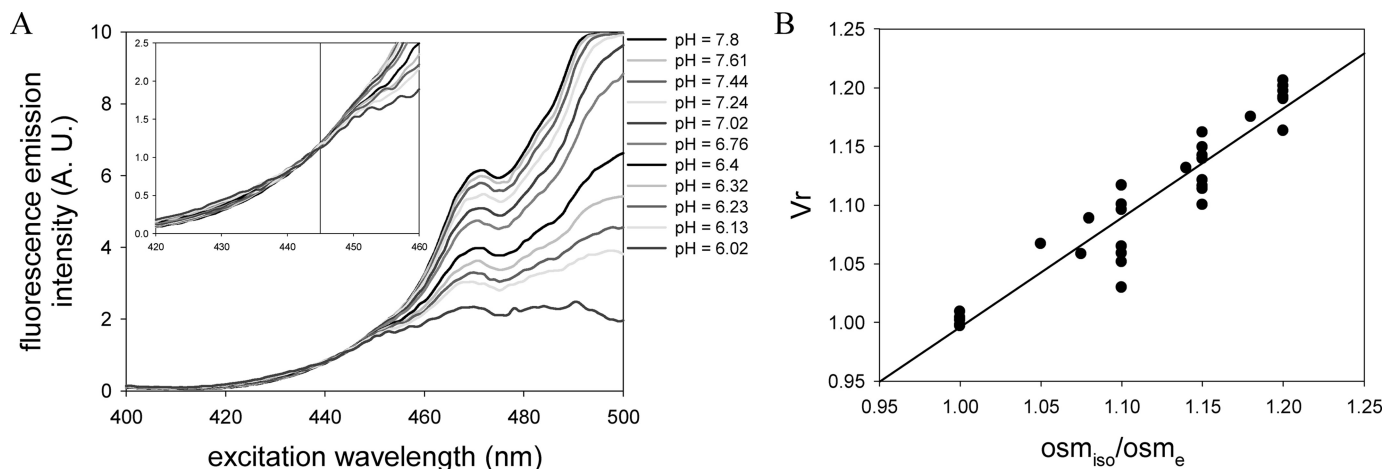 A
fluorescence emission
intensity (A. U.)
10
8
6
4
2
0
400
420
440
460
480
500
excitation wavelength (nm)
2.5
2.0
1.5
1.0
0.5
0.0
420
430
440
450
460
pH = 7.8
pH = 7.61
pH = 7.44
pH = 7.24
pH = 7.02
pH = 6.76
pH = 6.4
pH = 6.32
pH = 6.23
pH = 6.13
pH = 6.02
B
Vr
1.25
1.20
1.15
1.10
1.05
1.00
0.95
0.95
1.00
1.05
1.10
1.15
1.20
1.25
osmiso/osme